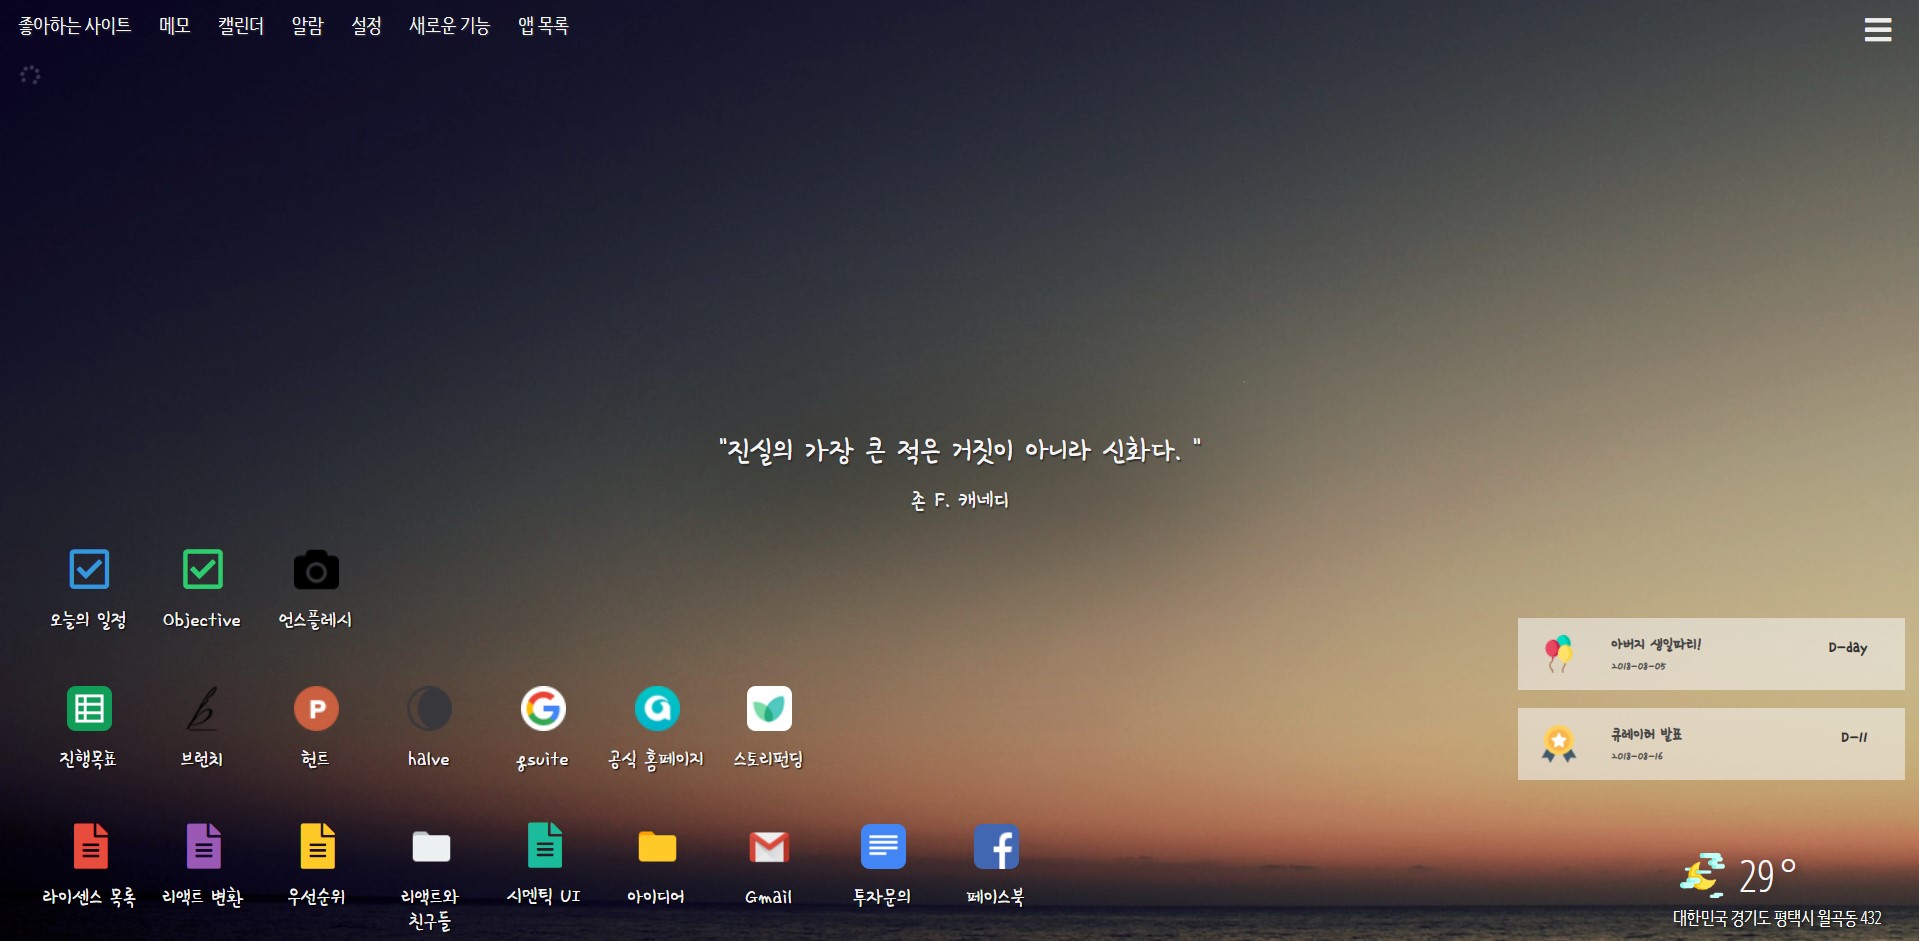 좋아하는 사이트 메모 캘린더 알람 설정 새로운 기능 앱 목록
"진실의 가장 큰 적은 거짓이 아니라 신화다. "
존 F. 캐네디
오늘의 일정 Objective 언스플레시
아버지 생일파티! D-day
2018-08-05
큐레이터 발표 D-11
2018-08-16
진행목표 브런치 헌트 halve gsuite 공식 홈페이지 스토리펀딩
라이센스 목록 리액트 변환 우선순위 리액트와 시멘틱 UI 아이디어 Gmail 투자문의 페이스북
친구들
29°
대한민국 경기도 평택시 월곡동 432